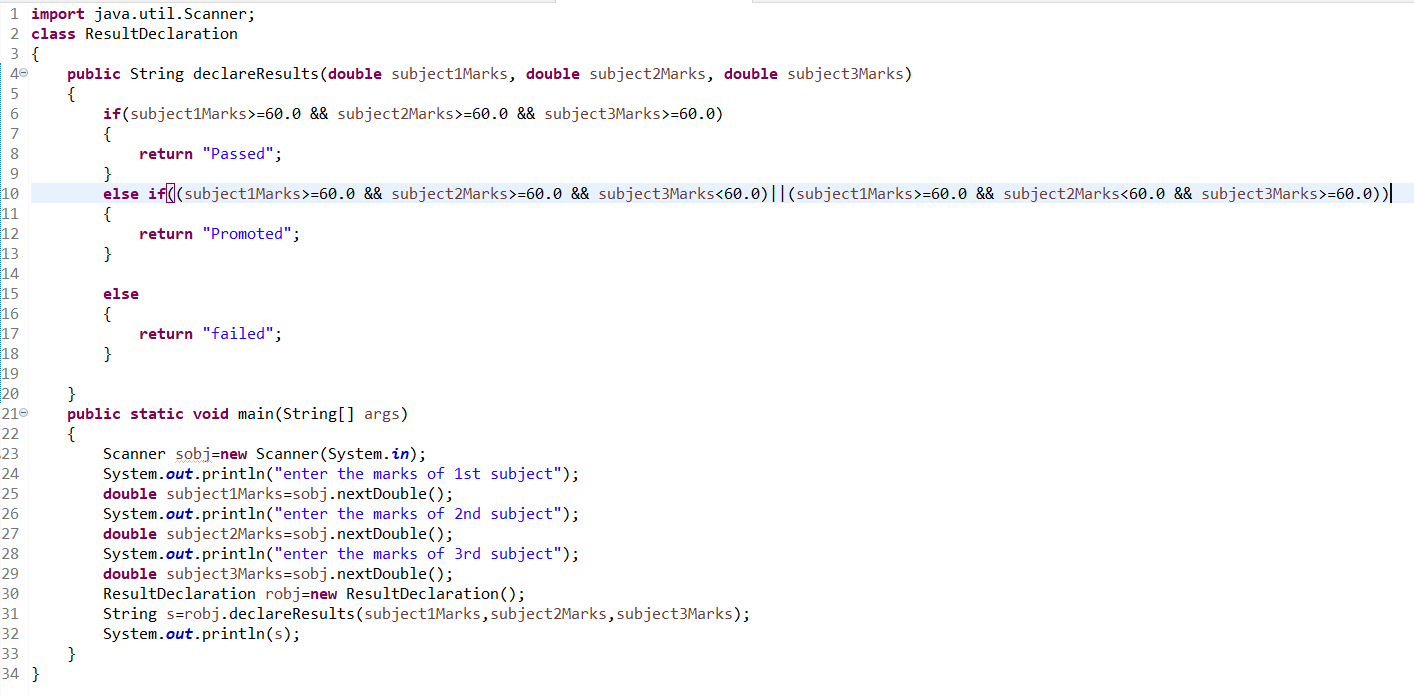 1 import java.util.Scanner;
2 class ResultDeclaration
3 {
4 public String declareResults(double subject1Marks, double subject2Marks, double subject3Marks)
5 {
6 if(subject1Marks>=60.0 && subject2Marks>=60.0 && subject3Marks>=60.0)
7 {
8 return "Passed";
9 }
10 else if((subject1Marks>=60.0 && subject2Marks>=60.0 && subject3Marks<60.0)||(subject1Marks>=60.0 && subject2Marks<60.0 && subject3Marks>=60.0))
11 {
12 return "Promoted";
13 }
14
15 else
16 {
17 return "failed";
18 }
19
20 }
21 public static void main(String[] args)
22 {
23 Scanner sobj=new Scanner(System.in);
24 System.out.println("enter the marks of 1st subject");
25 double subject1Marks=sobj.nextDouble();
26 System.out.println("enter the marks of 2nd subject");
27 double subject2Marks=sobj.nextDouble();
28 System.out.println("enter the marks of 3rd subject");
29 double subject3Marks=sobj.nextDouble();
30 ResultDeclaration robj=new ResultDeclaration();
31 String s=robj.declareResults(subject1Marks,subject2Marks,subject3Marks);
32 System.out.println(s);
33 }
34 }